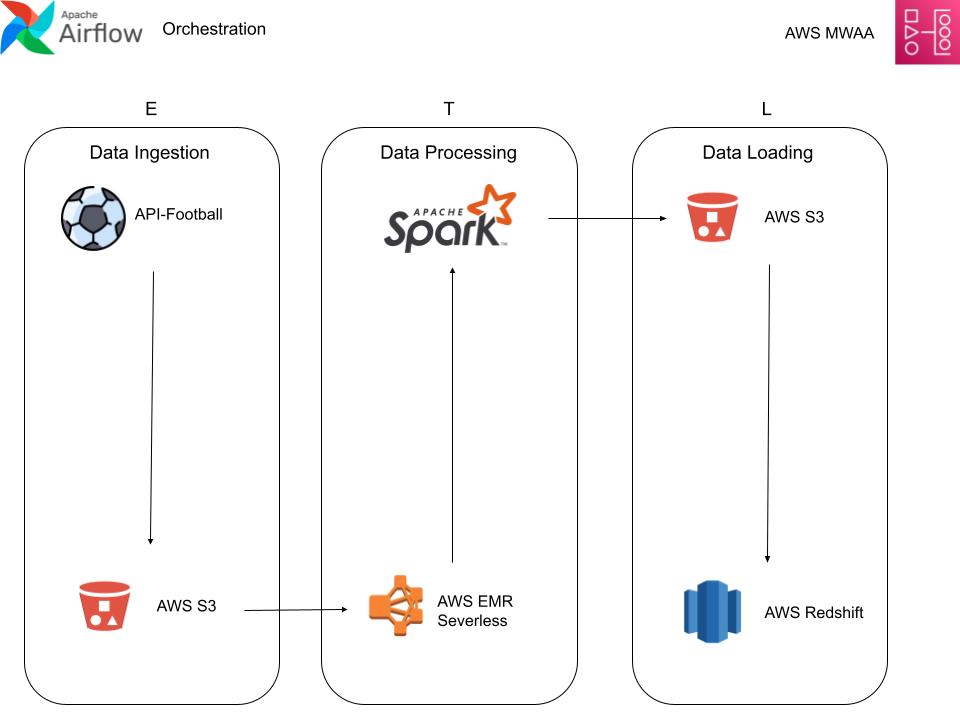 Apache
Airflow
Orchestration
AWS MWAA
E
T
L
Data Ingestion
Data Processing
Data Loading
API-Football
APACHE
Spark™
AWS S3
AWS S3
AWS EMR
Severless
AWS Redshift